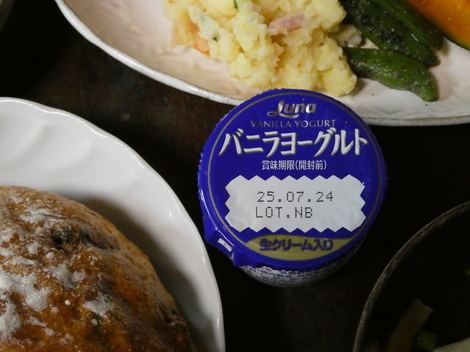 Luna
VANILLA YOGURT
バニラヨーグルト
賞味期限(開封前)
25.07.24
LOT.NB
生クリーム入り